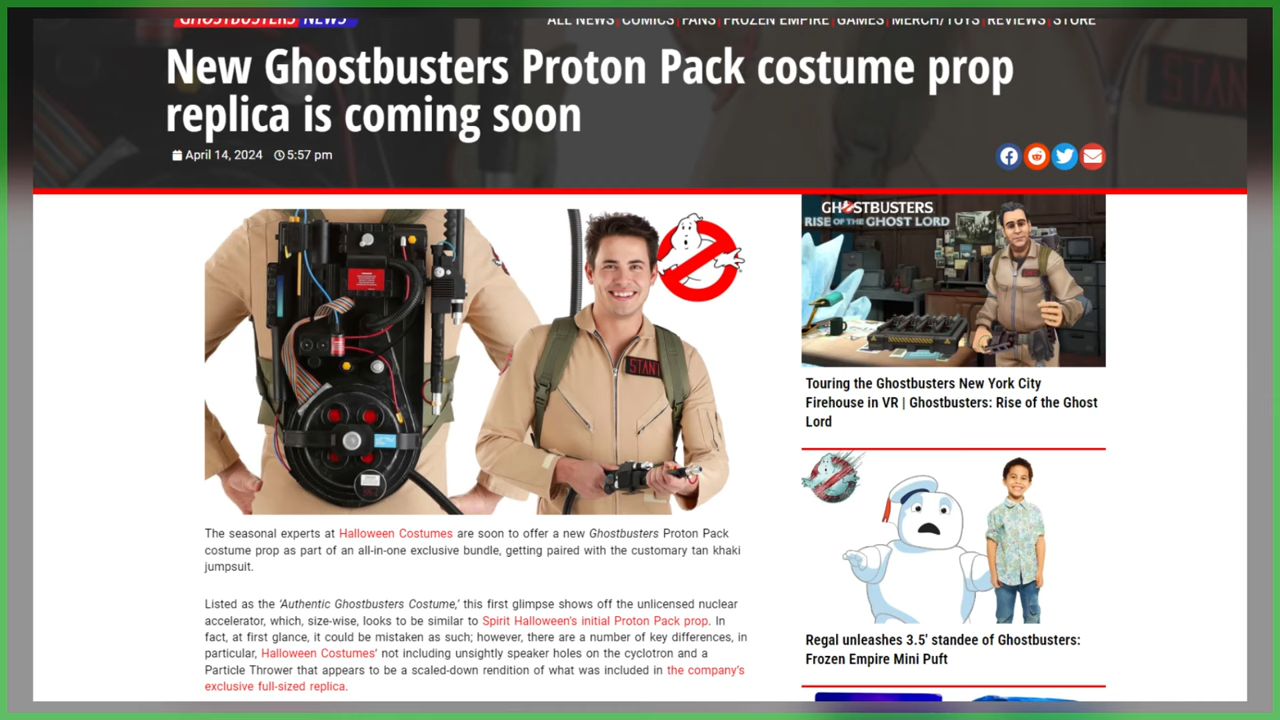 GHOSTBUSTERS NEWS
ALL NEWS COMICS FANS FROZEN EMPIRE GAMES MERCH/TOYS REVIEWS STORE
New Ghostbusters Proton Pack costume prop
replica is coming soon
April 14, 2024 5:57 pm
STAN
STANT
The seasonal experts at Halloween Costumes are soon to offer a new Ghostbusters Proton Pack
costume prop as part of an all-in-one exclusive bundle, getting paired with the customary tan khaki
jumpsuit.
Listed as the 'Authentic Ghostbusters Costume,' this first glimpse shows off the unlicensed nuclear
accelerator, which, size-wise, looks to be similar to Spirit Halloween's initial Proton Pack prop. In
fact, at first glance, it could be mistaken as such; however, there are a number of key differences, in
particular, Halloween Costumes' not including unsightly speaker holes on the cyclotron and a
Particle Thrower that appears to be a scaled-down rendition of what was included in the company's
exclusive full-sized replica.
GHOSTBUSTERS
RISE OF THE GHOST LORD
Touring the Ghostbusters New York City
Firehouse in VR | Ghostbusters: Rise of the Ghost
Lord
Regal unleashes 3.5' standee of Ghostbusters:
Frozen Empire Mini Puft